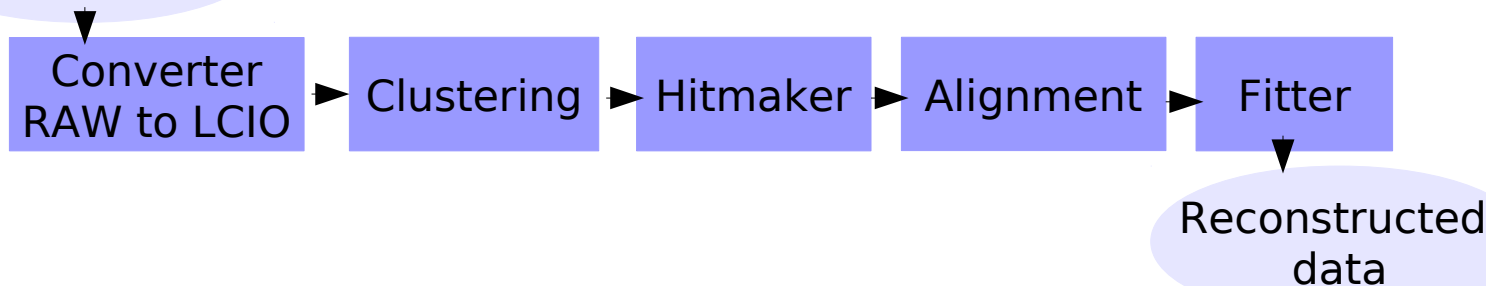 Converter
RAW to LCIO
Clustering
Hitmaker
Alignment
Fitter
Reconstructed
data